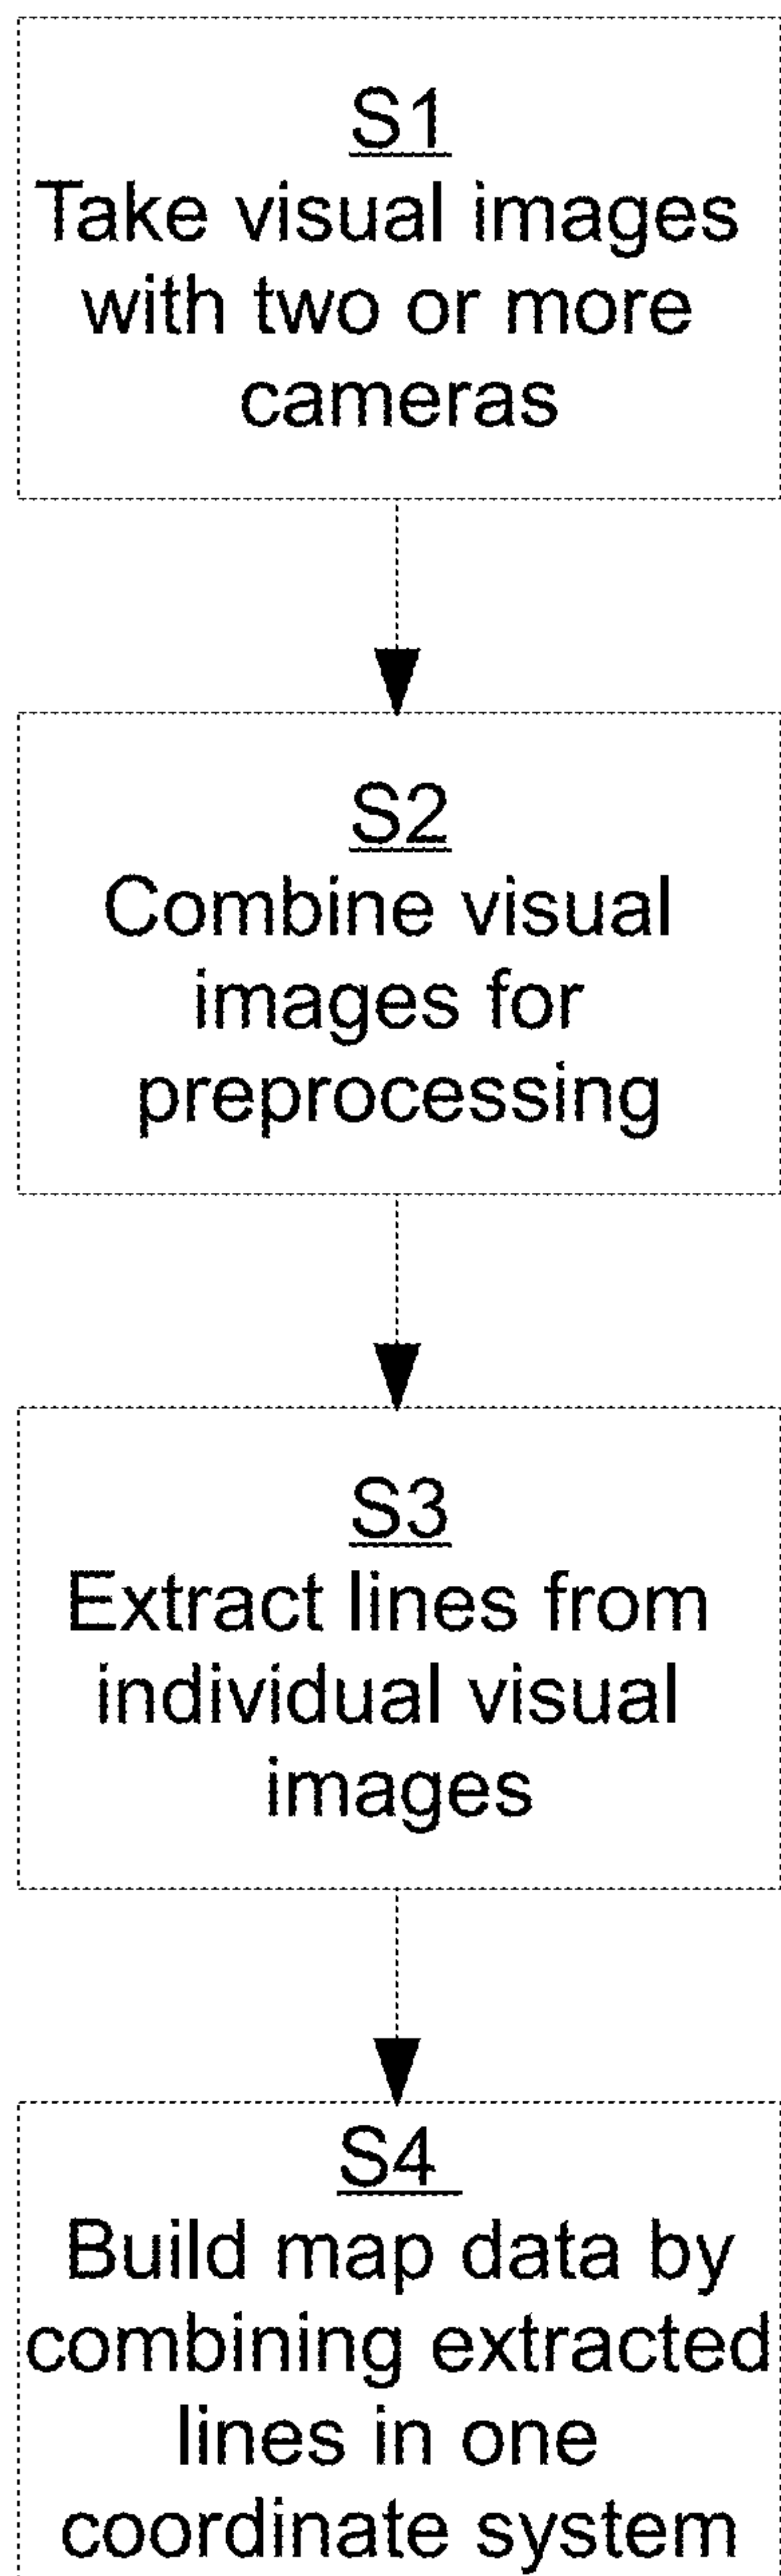 S1
Take visual images
with two or more
cameras
S2
Combine visual
images for
preprocessing
S3
Extract lines from
individual visual
images
S4
Build map data by
combining extracted
lines in one
coordinate system